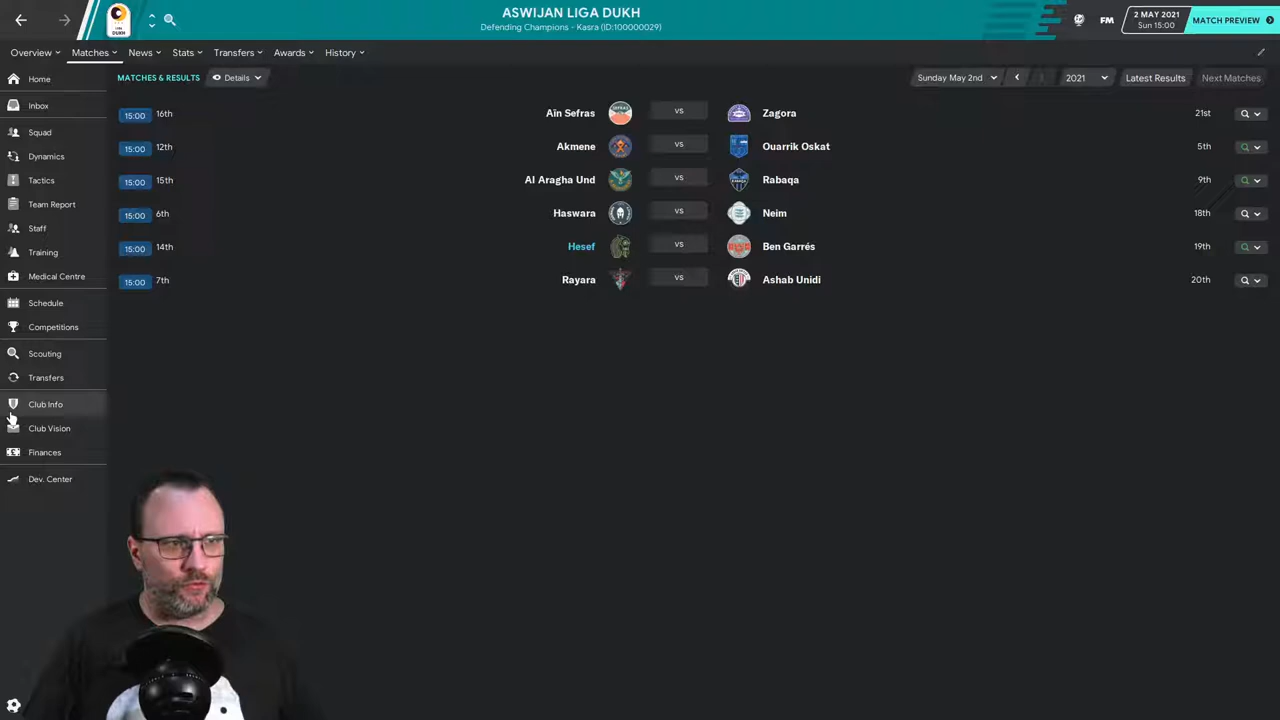 ASWIJAN LIGA DUKH
Defending Champions - Kasra (ID:100000029)
FM
2 MAY 2021
Sun 15:00
MATCH PREVIEW
Overview Matches News Stats Transfers Awards History
MATCHES & RESULTS Details Sunday May 2nd 2021 Latest Results Next Matches
Home
Inbox
Squad
Dynamics
Tactics
Team Report
Staff
Training
Medical Centre
Schedule
Competitions
Scouting
Transfers
Club Info
Club Vision
Finances
Dev. Center
15:00 16th Aïn Sefras vs Zagora 21st
15:00 12th Akmene vs Ouarrik Oskat 5th
15:00 15th Al Aragha Und vs Rabaqa 9th
15:00 6th Haswara vs Neim 18th
15:00 14th Hesef vs Ben Garrés 19th
15:00 7th Rayara vs Ashab Unidi 20th